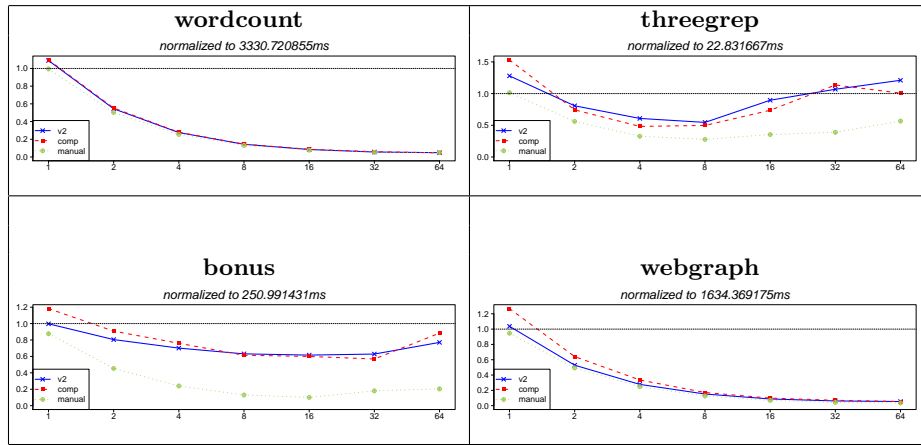 wordcount
normalized to 3330.720855ms
1.0
0.8
0.6
0.4
0.2
0.0
v2
comp
manual
1 2 4 8 16 32 64
threegrep
normalized to 22.831667ms
1.5
1.0
0.5
0.0
v2
comp
manual
1 2 4 8 16 32 64
bonus
normalized to 250.991431ms
1.2
1.0
0.8
0.6
0.4
0.2
0.0
v2
comp
manual
1 2 4 8 16 32 64
webgraph
normalized to 1634.369175ms
1.2
1.0
0.8
0.6
0.4
0.2
0.0
v2
comp
manual
1 2 4 8 16 32 64